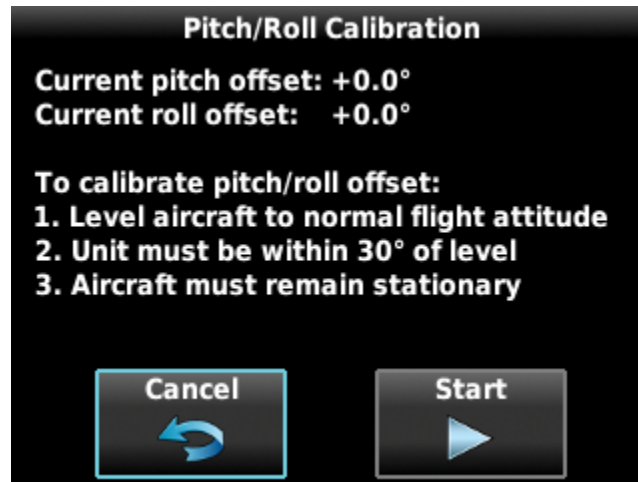 Pitch/Roll Calibration
Current pitch offset: +0.0°
Current roll offset: +0.0°
To calibrate pitch/roll offset:
1. Level aircraft to normal flight attitude
2. Unit must be within 30° of level
3. Aircraft must remain stationary
Cancel Start